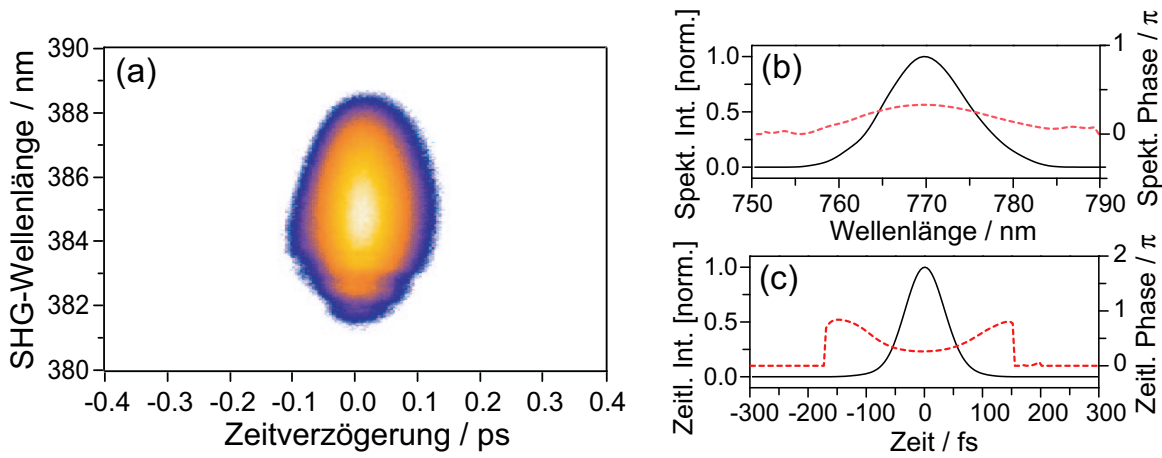 (a)
SHG-Wellenlänge / nm
390
388
386
384
382
380
-0.4 -0.3 -0.2 -0.1 0.0 0.1 0.2 0.3 0.4
Zeitverzögerung / ps
(b)
Spekt. Int. [norm.]
1.0
0.5
0.0
1
0
Spekt. Phase / π
750 760 770 780 790
Wellenlänge / nm
(c)
Zeitl. Int. [norm.]
1.0
0.5
0.0
2
1
0
Zeitl. Phase / π
-300 -200 -100 0 100 200 300
Zeit / fs